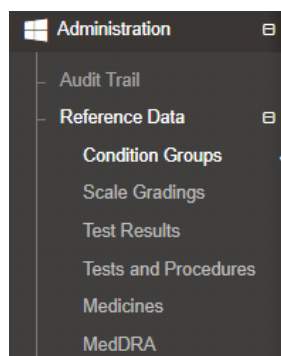 Administration
Audit Trail
Reference Data
Condition Groups
Scale Gradings
Test Results
Tests and Procedures
Medicines
MedDRA